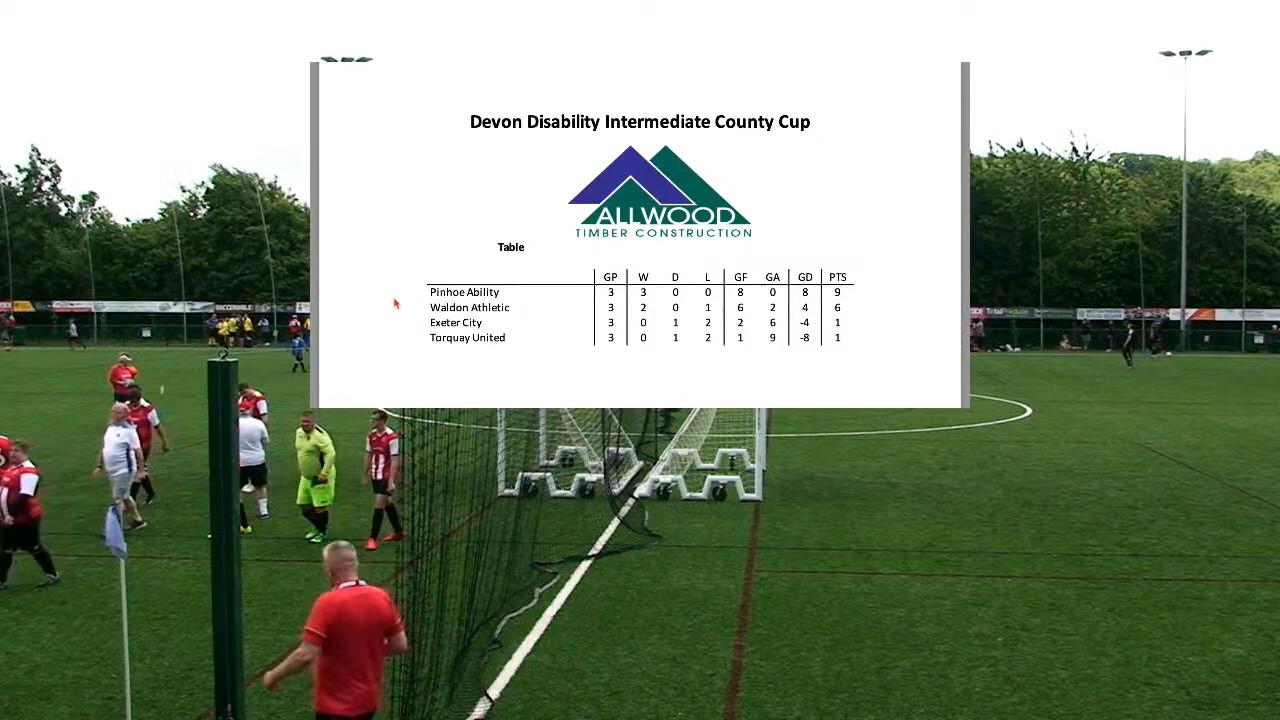 Devon Disability Intermediate County Cup
ALLWOOD
TIMBER CONSTRUCTION
Table
GP W D L GF GA GD PTS
Pinhoe Ability 3 3 0 0 8 0 8 9
Waldon Athletic 3 2 0 1 6 2 4 6
Exeter City 3 0 1 2 2 6 -4 1
Torquay United 3 0 1 2 1 9 -8 1